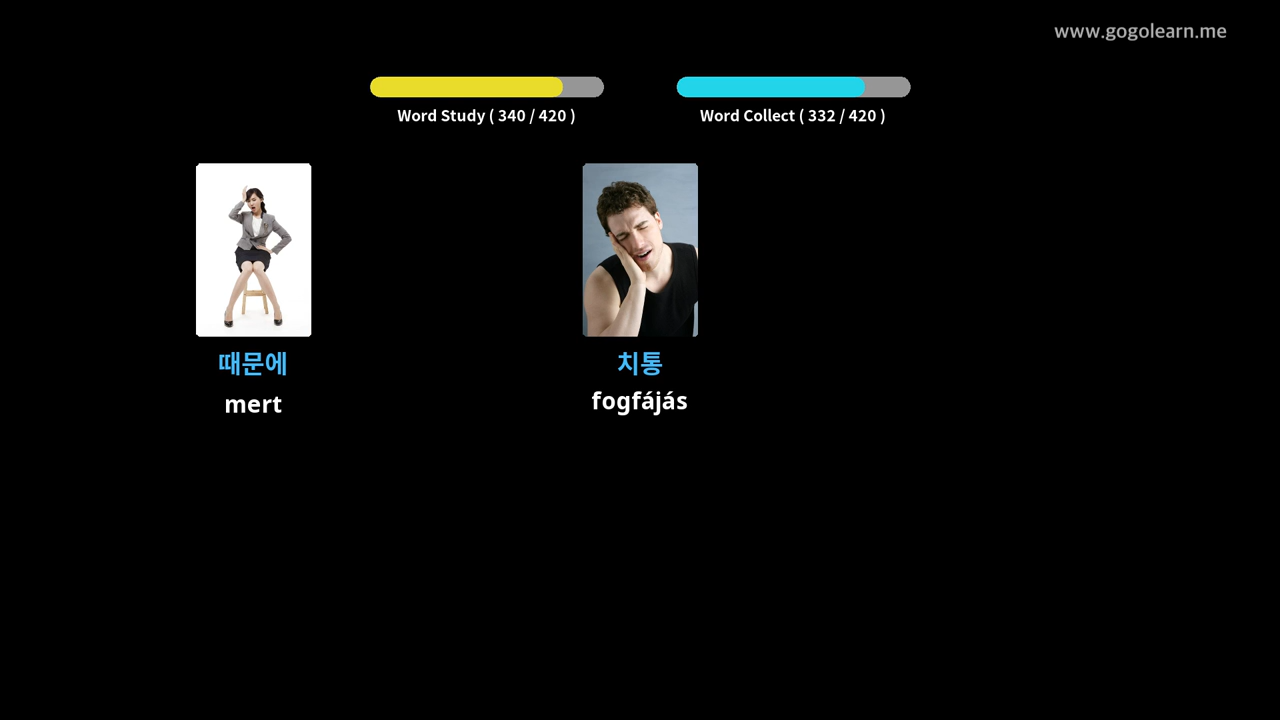 www.gogolearn.me
Word Study ( 340 / 420 )
Word Collect ( 332 / 420 )
때문에
mert
치통
fogfájás